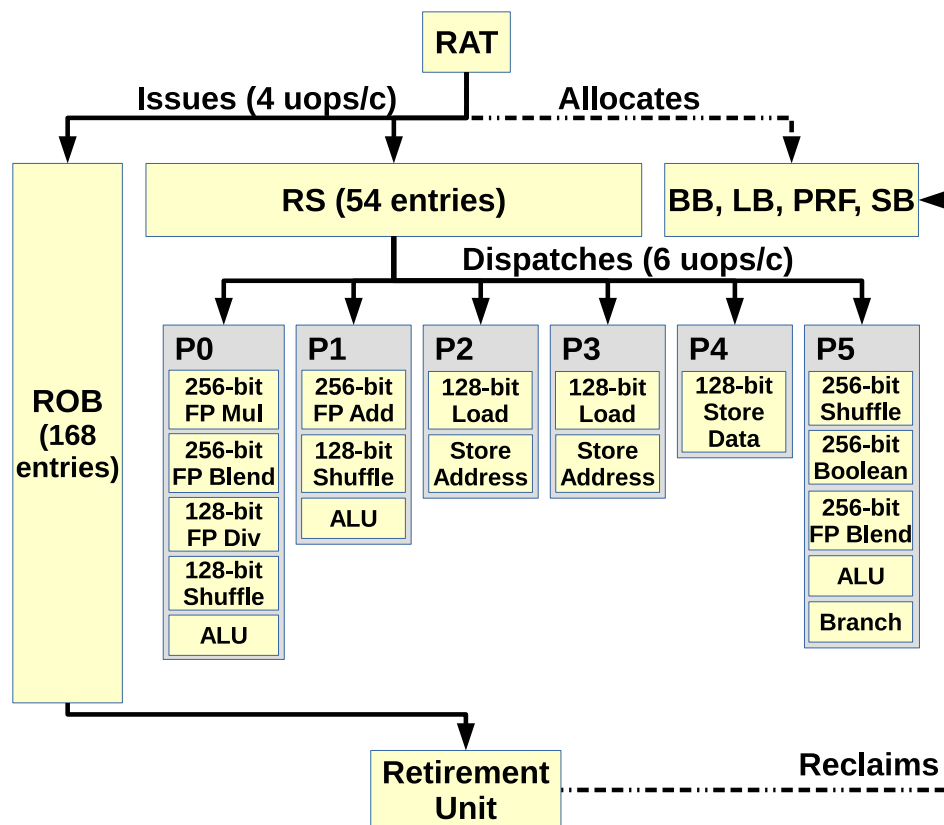 RAT
Issues (4 uops/c)
Allocates
RS (54 entries)
BB, LB, PRF, SB
Dispatches (6 uops/c)
ROB
(168
entries)
P0
256-bit
FP Mul
256-bit
FP Blend
128-bit
FP Div
128-bit
Shuffle
ALU
P1
256-bit
FP Add
128-bit
Shuffle
ALU
P2
128-bit
Load
Store
Address
P3
128-bit
Load
Store
Address
P4
128-bit
Store
Data
P5
256-bit
Shuffle
256-bit
Boolean
256-bit
FP Blend
ALU
Branch
Retirement
Unit
Reclaims